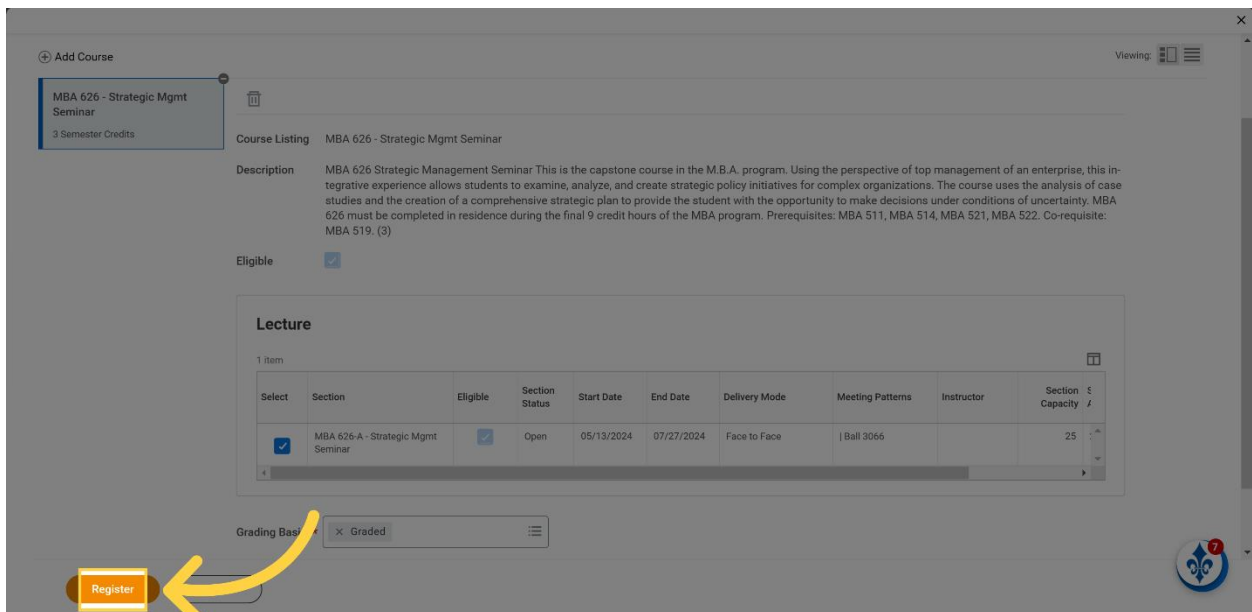 Add Course
Viewing:
MBA 626 - Strategic Mgmt
Seminar
3 Semester Credits
Course Listing MBA 626 - Strategic Mgmt Seminar
Description MBA 626 Strategic Management Seminar This is the capstone course in the M.B.A. program. Using the perspective of top management of an enterprise, this in-
tegrative experience allows students to examine, analyze, and create strategic policy initiatives for complex organizations. The course uses the analysis of case
studies and the creation of a comprehensive strategic plan to provide the student with the opportunity to make decisions under conditions of uncertainty. MBA
626 must be completed in residence during the final 9 credit hours of the MBA program. Prerequisites: MBA 511, MBA 514, MBA 521, MBA 522. Co-requisite:
MBA 519. (3)
Eligible
Lecture
1 item
Select Section Eligible Section Status Start Date End Date Delivery Mode Meeting Patterns Instructor Section Capacity
MBA 626-A - Strategic Mgmt Open 05/13/2024 07/27/2024 Face to Face | Ball 3066 25
Seminar
Grading Basi * × Graded
7
Register